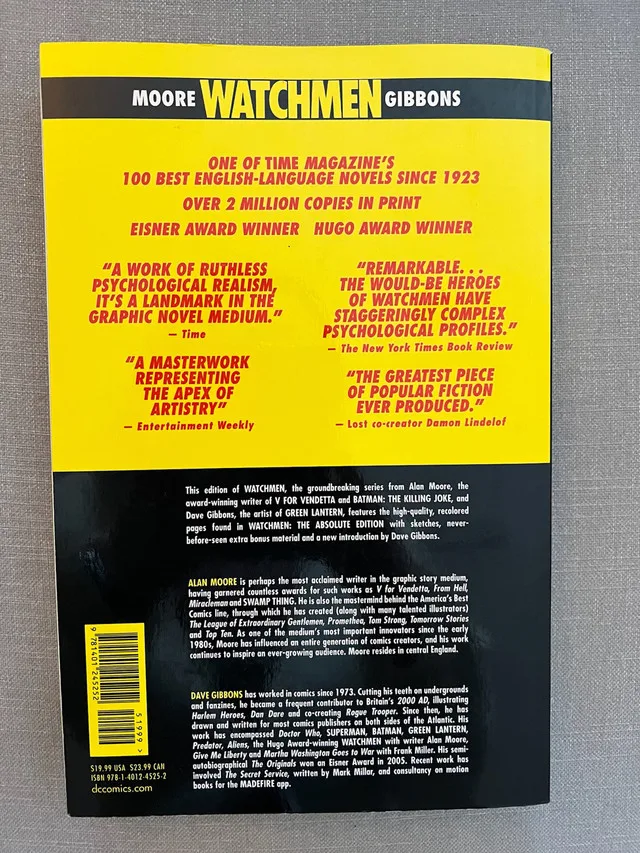 MOORE WATCHMEN GIBBONS
ONE OF TIME MAGAZINE'S
100 BEST ENGLISH-LANGUAGE NOVELS SINCE 1923
OVER 2 MILLION COPIES IN PRINT
EISNER AWARD WINNER HUGO AWARD WINNER
"A WORK OF RUTHLESS
PSYCHOLOGICAL REALISM,
IT'S A LANDMARK IN THE
GRAPHIC NOVEL MEDIUM."
– Time
"A MASTERWORK
REPRESENTING
THE APEX OF
ARTISTRY"
– Entertainment Weekly
"REMARKABLE. . .
THE WOULD-BE HEROES
OF WATCHMEN HAVE
STAGGERINGLY COMPLEX
PSYCHOLOGICAL PROFILES."
– The New York Times Book Review
"THE GREATEST PIECE
OF POPULAR FICTION
EVER PRODUCED."
– Lost co-creator Damon Lindelof
This edition of WATCHMEN, the groundbreaking series from Alan Moore, the
award-winning writer of V FOR VENDETTA and BATMAN: THE KILLING JOKE, and
Dave Gibbons, the artist of GREEN LANTERN, features the high-quality, recolored
pages found in WATCHMEN: THE ABSOLUTE EDITION with sketches, never-
before-seen extra bonus material and a new introduction by Dave Gibbons.
ALAN MOORE is perhaps the most acclaimed writer in the graphic story medium,
having garnered countless awards for such works as V for Vendetta, From Hell,
Miracleman and SWAMP THING. He is also the mastermind behind the America's Best
Comics line, through which he has created (along with many talented illustrators)
The League of Extraordinary Gentlemen, Promethea, Tom Strong, Tomorrow Stories
and Top Ten. As one of the medium's most important innovators since the early
1980s, Moore has influenced an entire generation of comics creators, and his work
continues to inspire an ever-growing audience. Moore resides in central England.
DAVE GIBBONS has worked in comics since 1973. Cutting his teeth on undergrounds
and fanzines, he became a frequent contributor to Britain's 2000 AD, illustrating
Harlem Heroes, Dan Dare and co-creating Rogue Trooper. Since then, he has
drawn and written for most comics publishers on both sides of the Atlantic. His
work has encompassed Doctor Who, SUPERMAN, BATMAN, GREEN LANTERN,
Predator, Aliens, the Hugo Award-winning WATCHMEN with writer Alan Moore,
Give Me Liberty and Martha Washington Goes to War with Frank Miller. His semi-
autobiographical The Originals won an Eisner Award in 2005. Recent work has
involved The Secret Service, written by Mark Millar, and consultancy on motion
books for the MADEFIRE app.
9 781401 245252
51999 >
$19.99 USA $23.99 CAN
ISBN 978-1-4012-4525-2
dccomics.com